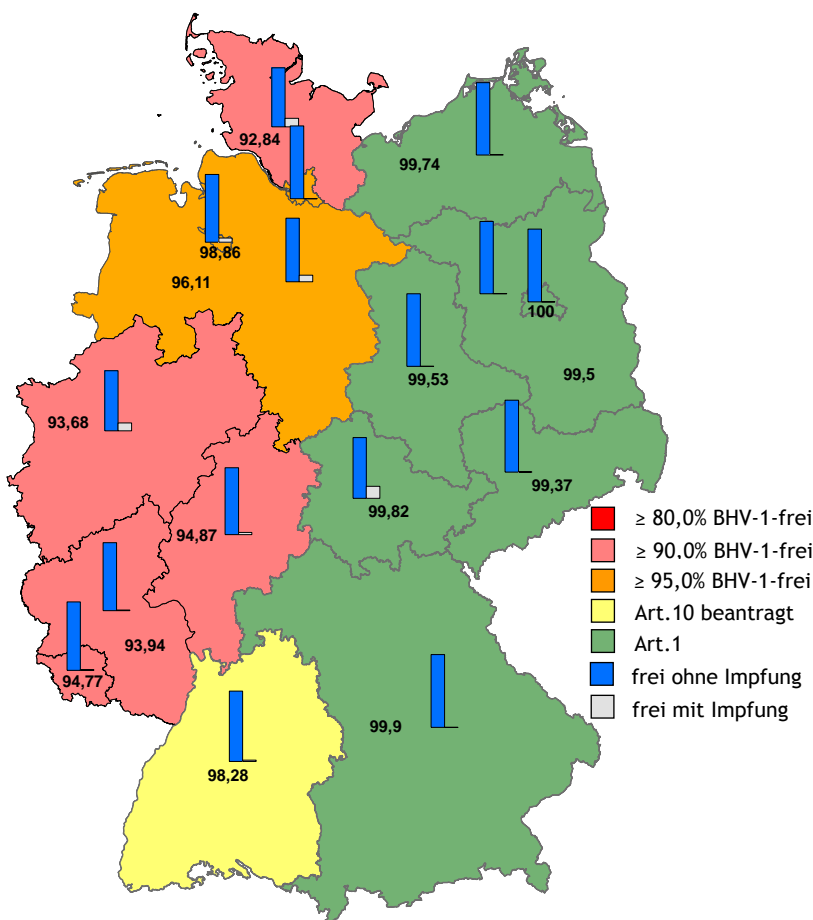 92,84
99,74
98,86
96,11
100
99,53
99,5
93,68
99,37
99,82
94,87
93,94
94,77
99,9
98,28
≥ 80,0% BHV-1-frei
≥ 90.0% BHV-1-frei
≥ 95,0% BHV-1-frei
Art.10 beantragt
Art.1
frei ohne Impfung
frei mit Impfung